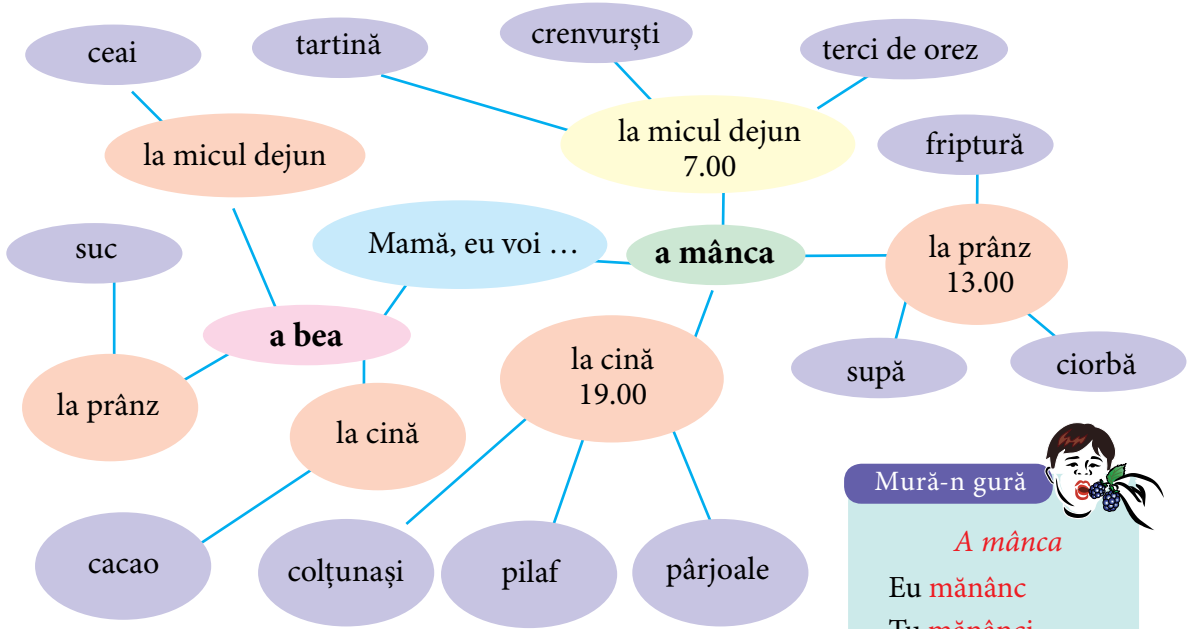 crenvurști
tartină
ceai
terci de orez
la micul dejun
7.00
la micul dejun
friptură
suc
Mamă, eu voi …
a mânca
la prânz
13.00
a bea
la cină
19.00
supă
ciorbă
la prânz
la cină
Mură-n gură
A mânca
cacao
colțunași
pilaf
pârjoale
Eu mănânc
Tu mănânci